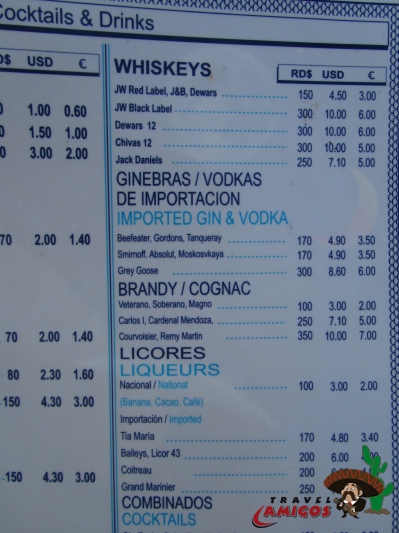 Cocktails & Drinks
RD$ USD €
1.00 0.60
1.50 1.00
3.00 2.00
70 2.00 1.40
70 2.00 1.40
80 2.30 1.60
150 4.30 3.00
150 4.30 3.00
WHISKEYS RD$ USD €
JW Red Label, J&B, Dewars 150 4.50 3.00
JW Black Label 300 10.00 6.00
Dewars 12 300 10.00 6.00
Chivas 12 300 10.00 5.00
Jack Daniels 250 7.10 5.00
GINEBRAS / VODKAS
DE IMPORTACION
IMPORTED GIN & VODKA
Beefeater, Gordons, Tanqueray 170 4.90 3.50
Smirnoff. Absolut, Moskosvkaya 170 4.90 3.50
Grey Goose 300 8.60 6.00
BRANDY / COGNAC
Veterano, Soberano, Magno 100 3.00 2.00
Carlos I, Cardenal Mendoza, 250 7.10 5.00
Courvoisier, Remy Martin 350 10.00 7.00
LICORES
LIQUEURS
Nacional / National 100 3.00 2.00
(Banana, Cacao, Café)
Importación / Imported
Tia Maria 170 4.80 3.40
Baileys, Licor 43 200 6.00
Coitreau 200
Grand Marinier 250
COMBINADOS
COCKTAILS
TRAVEL
AMIGOS